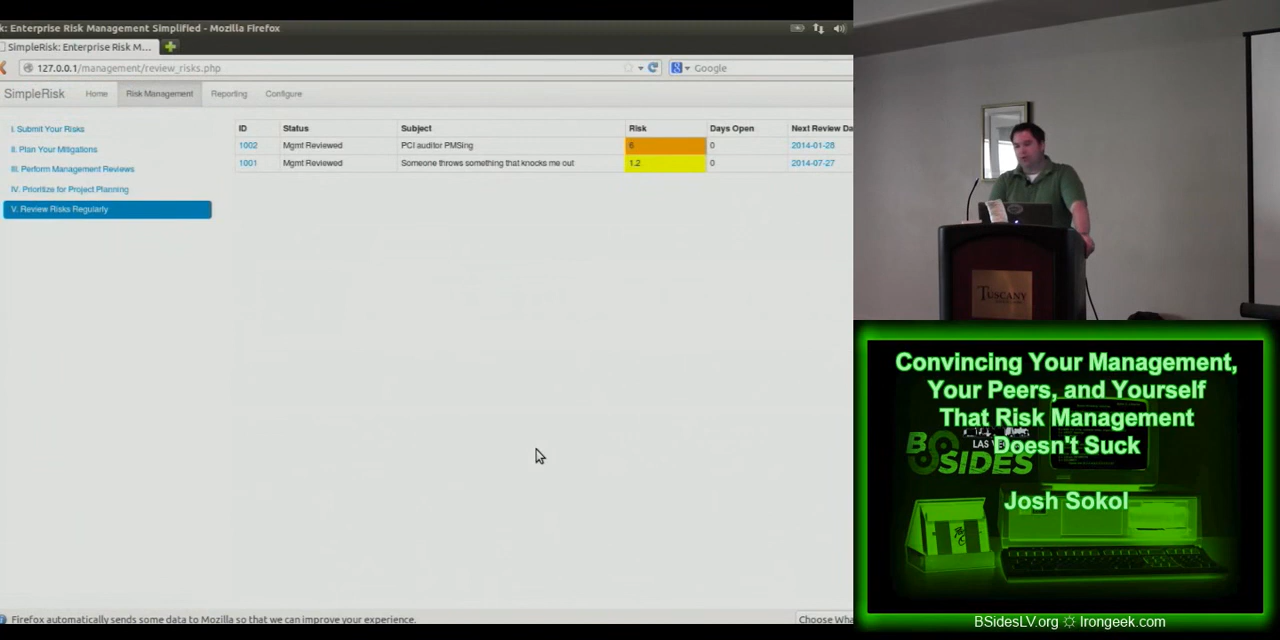 k: Enterprise Risk Management Simplified - Mozilla Firefox
SimpleRisk: Enterprise Risk M...
127.0.0.1/management/review_risks.php
Google
SimpleRisk Home Risk Management Reporting Configure
I. Submit Your Risks
II. Plan Your Mitigations
III. Perform Management Reviews
IV. Prioritize for Project Planning
V. Review Risks Regularly
ID Status Subject Risk Days Open Next Review Da
1002 Mgmt Reviewed PCI auditor PMSing 6 0 2014-01-28
1001 Mgmt Reviewed Someone throws something that knocks me out 1.2 0 2014-07-27
Firefox automatically sends some data to Mozilla so that we can improve your experience.
Choose Wha
TUSCANY
Convincing Your Management,
Your Peers, and Yourself
That Risk Management
Doesn't Suck
LAS VE
BSIDES
Josh Sokol
BSidesLV.org Irongeek.com